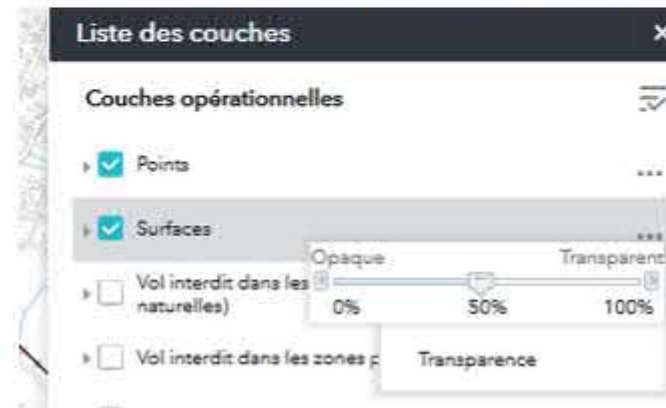 Liste des couches
Couches opérationnelles
Points
Surfaces
Opaque Transparent
Vol interdit dans les
naturelles)
0% 50% 100%
Vol interdit dans les zones
Transparence